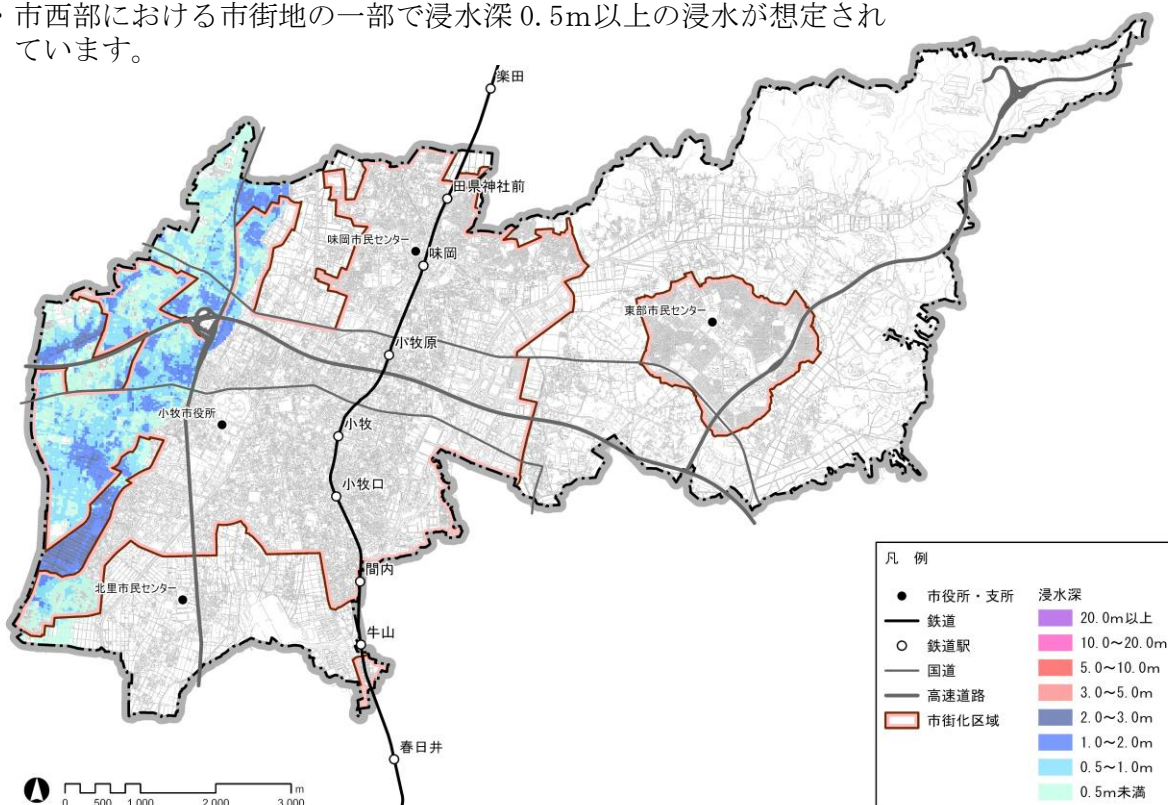 ・市西部における市街地の一部で浸水深 0.5m以上の浸水が想定され
ています。
楽田
田県神社前
味岡市民センター
味岡
東部市民センター
小牧原
小牧市役所
小牧
小牧口
間内
北里市民センター
牛山
春日井
0 500 1,000 2,000 3,000 m
凡 例
市役所・支所
鉄道
鉄道駅
国道
高速道路
市街化区域
浸水深
20.0m以上
10.0～20.0m
5.0～10.0m
3.0～5.0m
2.0～3.0m
1.0～2.0m
0.5～1.0m
0.5m未満